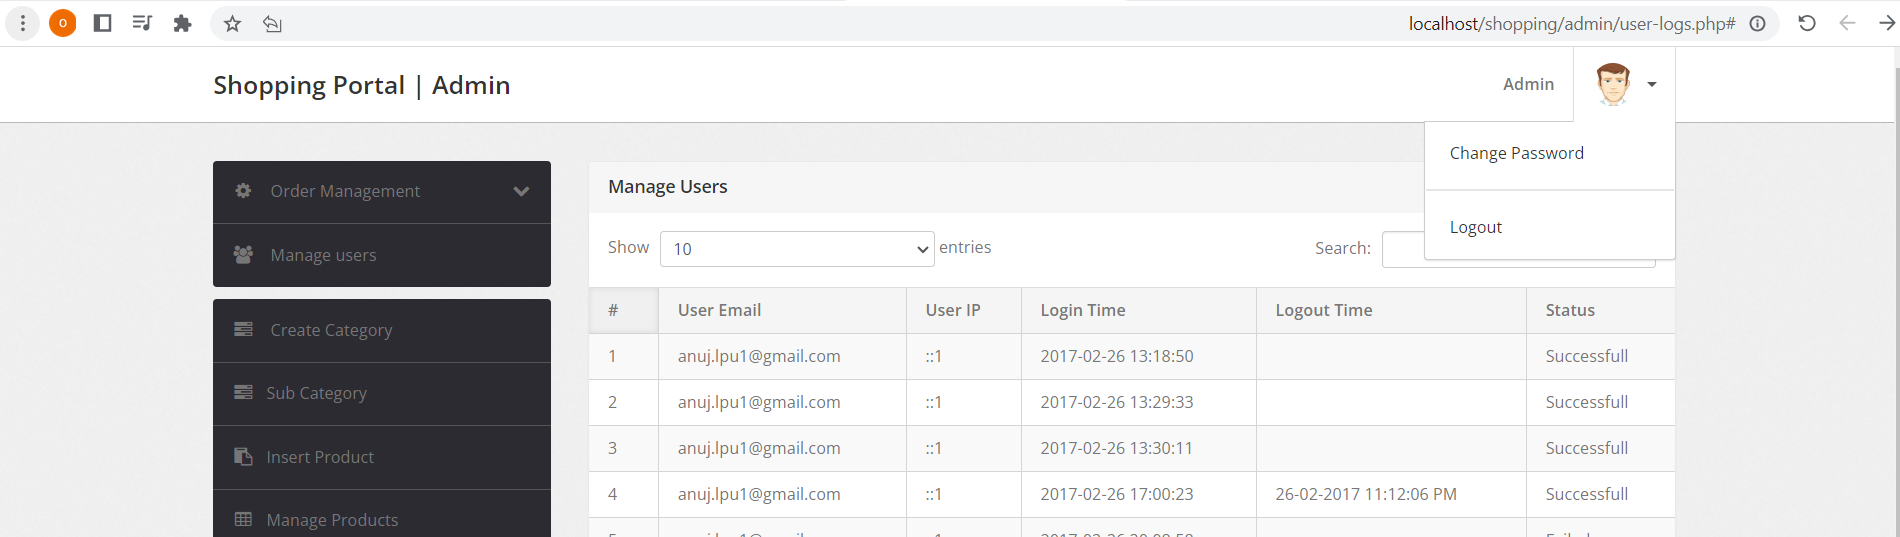 O
localhost/shopping/admin/user-logs.php#
Shopping Portal | Admin
Admin
Change Password
Logout
Order Management
Manage users
Create Category
Sub Category
Insert Product
Manage Products
Manage Users
Show 10 entries
Search:
# User Email User IP Login Time Logout Time Status
1 anuj.lpu1@gmail.com ::1 2017-02-26 13:18:50 Successfull
2 anuj.lpu1@gmail.com ::1 2017-02-26 13:29:33 Successfull
3 anuj.lpu1@gmail.com ::1 2017-02-26 13:30:11 Successfull
4 anuj.lpu1@gmail.com ::1 2017-02-26 17:00:23 26-02-2017 11:12:06 PM Successfull